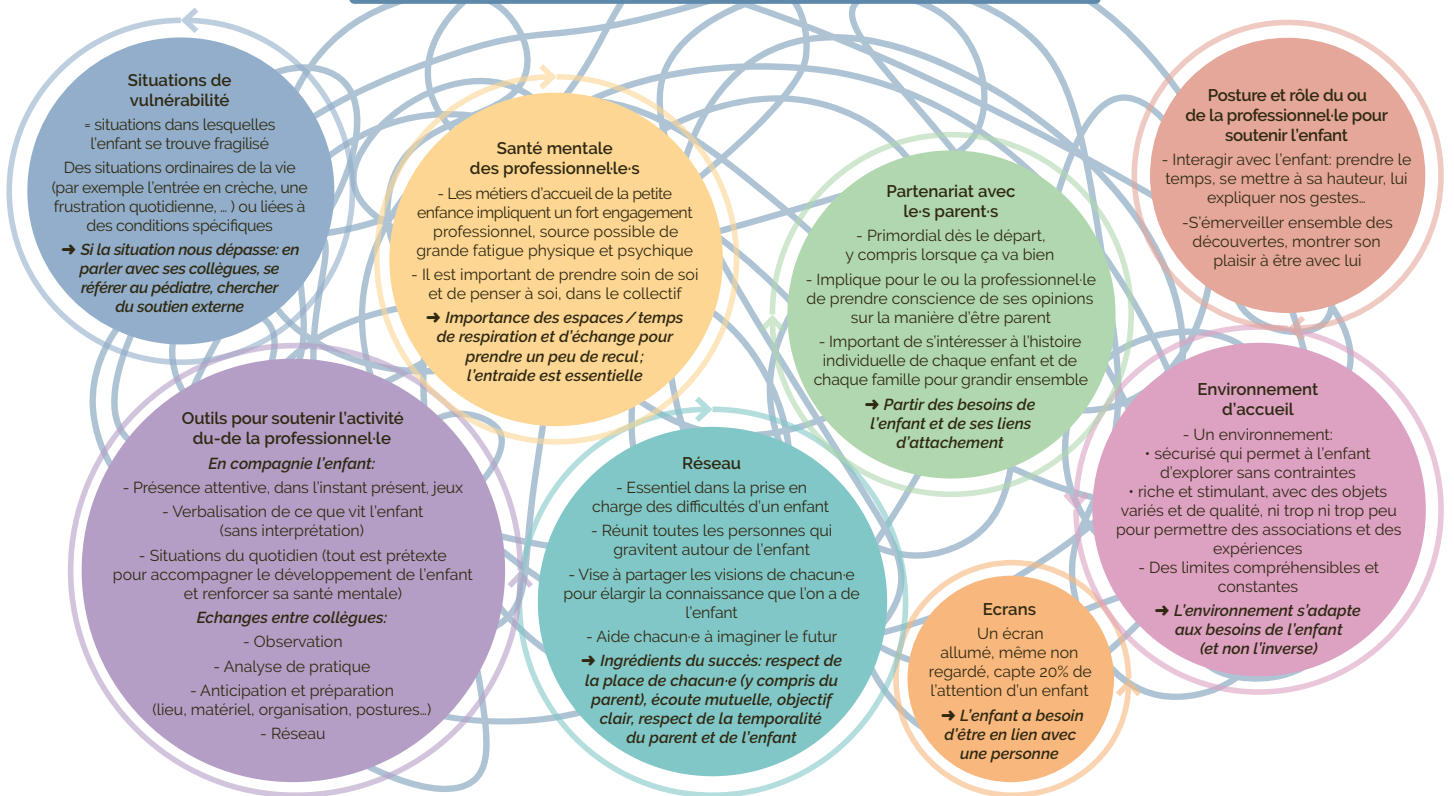 Situations de
vulnérabilité
= situations dans lesquelles
l'enfant se trouve fragilisé
Des situations ordinaires de la vie
(par exemple l'entrée en crèche, une
frustration quotidienne, ... ) ou liées à
des conditions spécifiques
➜ Si la situation nous dépasse: en
parler avec ses collègues, se
référer au pédiatre, chercher
du soutien externe
Santé mentale
des professionnel·le·s
- Les métiers d'accueil de la petite
enfance impliquent un fort engagement
professionnel, source possible de
grande fatigue physique et psychique
- Il est important de prendre soin de soi
et de penser à soi, dans le collectif
➜ Importance des espaces / temps
de respiration et d'échange pour
prendre un peu de recul;
l'entraide est essentielle
Partenariat avec
le·s parent·s
- Primordial dès le départ,
y compris lorsque ça va bien
- Implique pour le ou la professionnel·le
de prendre conscience de ses opinions
sur la manière d'être parent
- Important de s'intéresser à l'histoire
individuelle de chaque enfant et de
chaque famille pour grandir ensemble
➜ Partir des besoins de
l'enfant et de ses liens
d'attachement
Posture et rôle du ou
de la professionnel·le pour
soutenir l'enfant
- Interagir avec l'enfant: prendre le
temps, se mettre à sa hauteur, lui
expliquer nos gestes...
-S'émerveiller ensemble des
découvertes, montrer son
plaisir à être avec lui
Outils pour soutenir l'activité
du-de la professionnel·le
En compagnie l'enfant:
- Présence attentive, dans l'instant présent, jeux
- Verbalisation de ce que vit l'enfant
(sans interprétation)
- Situations du quotidien (tout est prétexte
pour accompagner le développement de l'enfant
et renforcer sa santé mentale)
Echanges entre collègues:
- Observation
- Analyse de pratique
- Anticipation et préparation
(lieu, matériel, organisation, postures...)
- Réseau
Réseau
- Essentiel dans la prise en
charge des difficultés d'un enfant
- Réunit toutes les personnes qui
gravitent autour de l'enfant
- Vise à partager les visions de chacun·e
pour élargir la connaissance que l'on a de
l'enfant
- Aide chacun·e à imaginer le futur
➜ Ingrédients du succès: respect de
la place de chacun·e (y compris du
parent), écoute mutuelle, objectif
clair, respect de la temporalité
du parent et de l'enfant
Ecrans
Un écran
allumé, même non
regardé, capte 20% de
l'attention d'un enfant
➜ L'enfant a besoin
d'être en lien avec
une personne
Environnement
d'accueil
- Un environnement:
• sécurisé qui permet à l'enfant
d'explorer sans contraintes
• riche et stimulant, avec des objets
variés et de qualité, ni trop ni trop peu
pour permettre des associations et des
expériences
- Des limites compréhensibles et
constantes
➜ L'environnement s'adapte
aux besoins de l'enfant
(et non l'inverse)